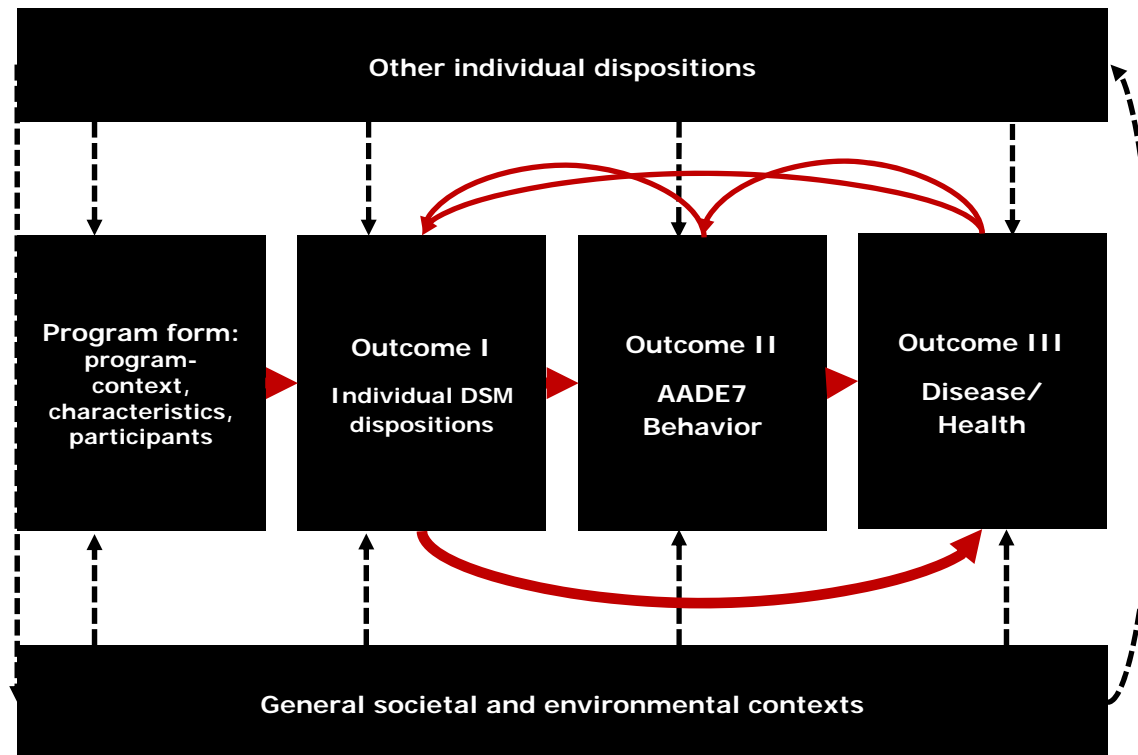 Other individual dispositions
Program form:
program-
context,
characteristics,
participants
Outcome I
Individual DSM
dispositions
Outcome II
AADE7
Behavior
Outcome III
Disease/
Health
General societal and environmental contexts